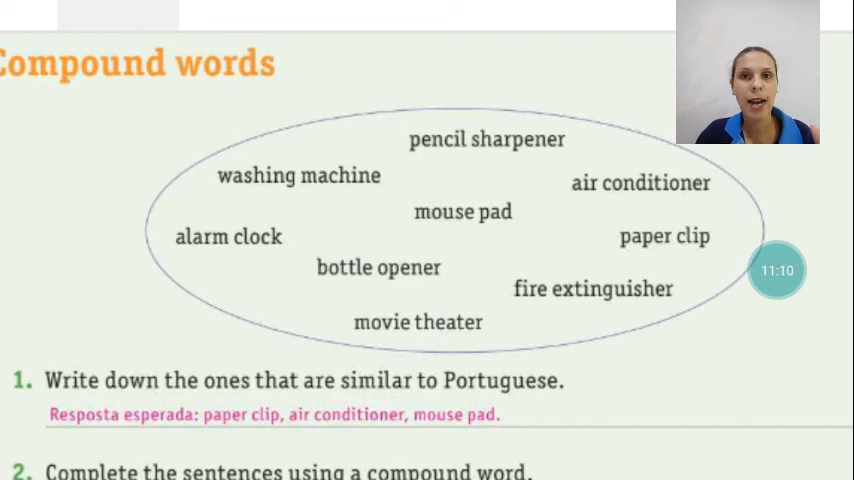 Compound words
pencil sharpener
washing machine
air conditioner
mouse pad
alarm clock
paper clip
bottle opener
11:10
fire extinguisher
movie theater
1. Write down the ones that are similar to Portuguese.
Resposta esperada: paper clip, air conditioner, mouse pad.
2. Complete the sentences using a compound word.